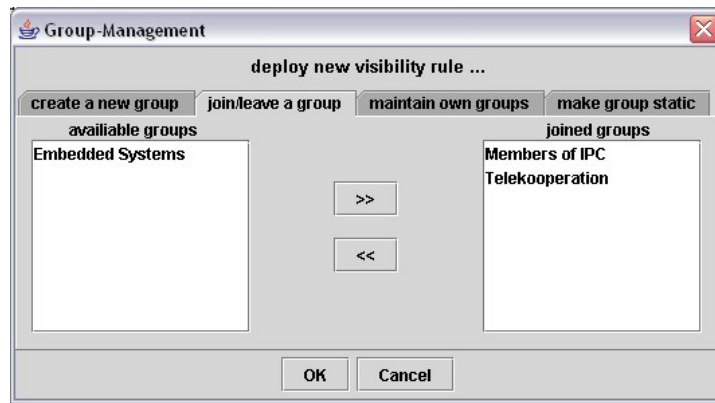 Group-Management
deploy new visibility rule ...
create a new group join/leave a group maintain own groups make group static
availiable groups joined groups
Embedded Systems Members of IPC
Telekooperation
>>
<<
OK Cancel